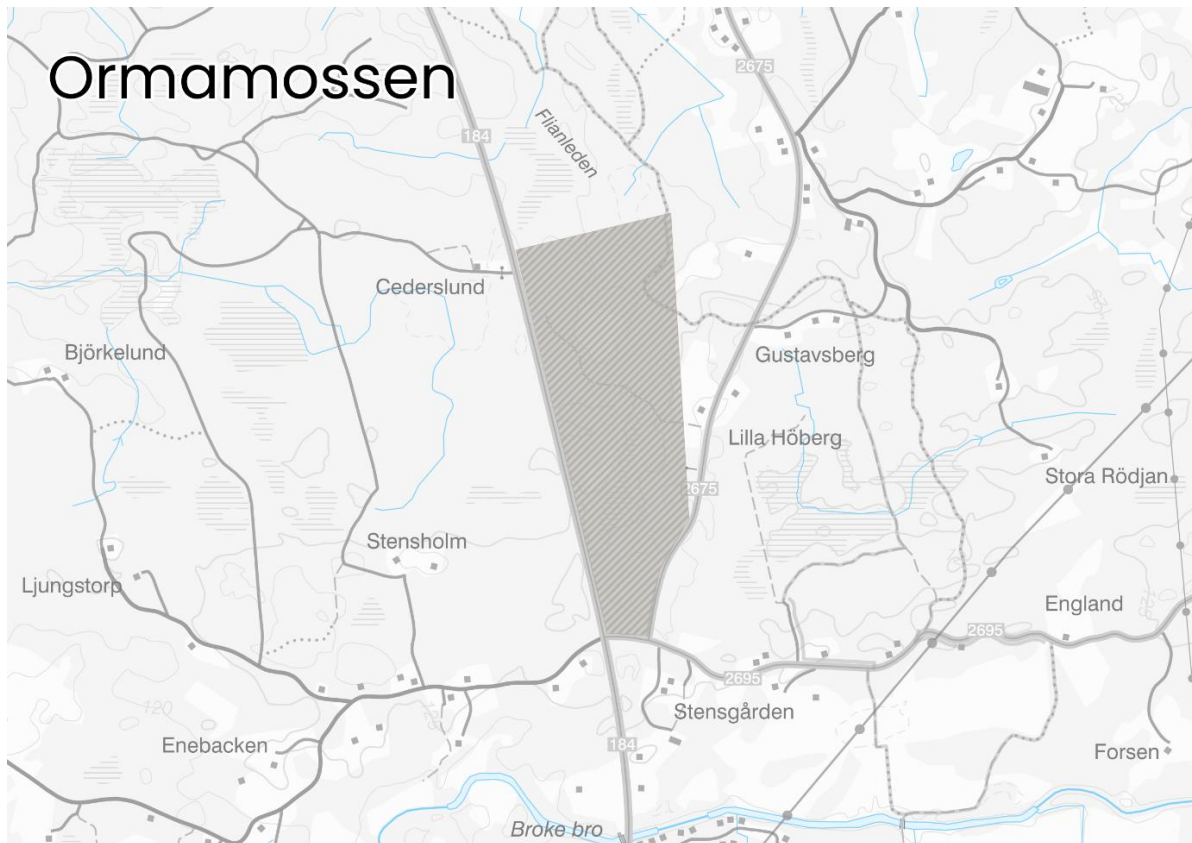 Ormamossen
2675
184
Flianleden
Cederslund
Björkelund
Gustavsberg
Lilla Höberg
Stora Rödjan
2675
Stensholm
Ljungstorp
England
2695
2695
Stensgården
120
Enebacken
184
Forsen
Broke bro